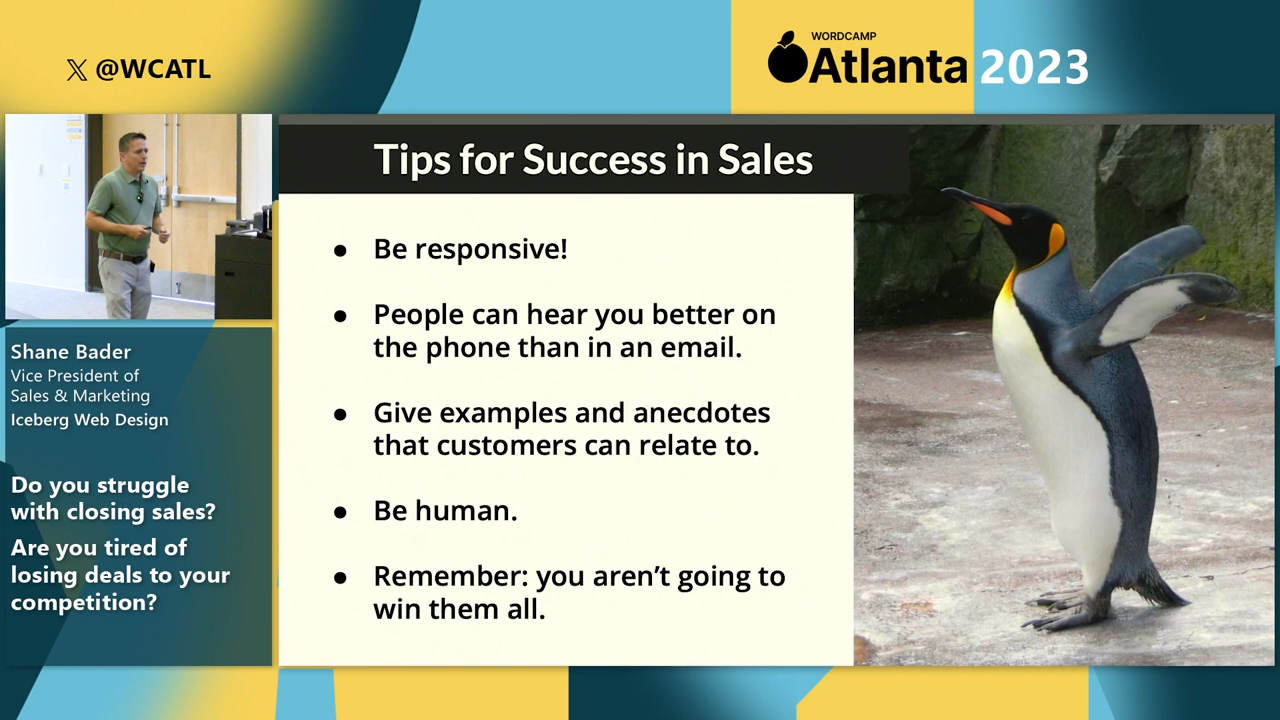 𝕏 @WCATL
WORDCAMP
Atlanta 2023
Tips for Success in Sales
● Be responsive!
● People can hear you better on
the phone than in an email.
● Give examples and anecdotes
that customers can relate to.
● Be human.
● Remember: you aren’t going to
win them all.
Shane Bader
Vice President of
Sales & Marketing
Iceberg Web Design
Do you struggle
with closing sales?
Are you tired of
losing deals to your
competition?